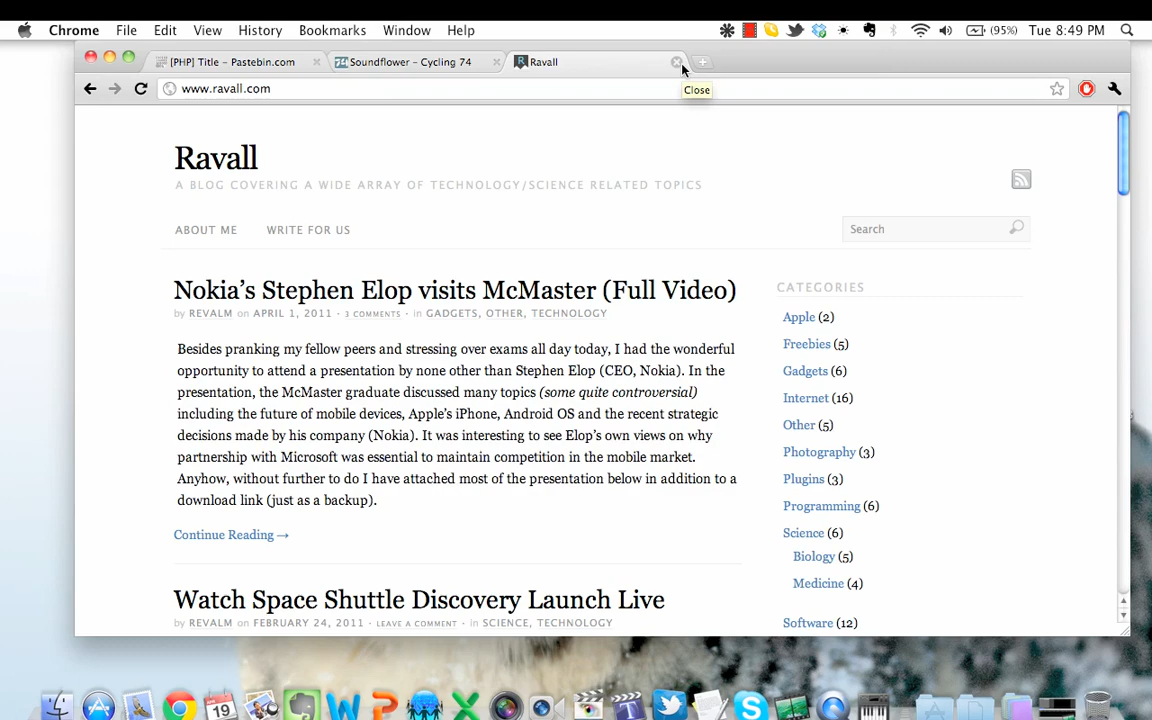 Chrome File Edit View History Bookmarks Window Help (95%) Tue 8:49 PM
[PHP] Title – Pastebin.com Soundflower – Cycling 74 Ravall
Close
www.ravall.com
Ravall
A BLOG COVERING A WIDE ARRAY OF TECHNOLOGY/SCIENCE RELATED TOPICS
ABOUT ME WRITE FOR US Search
Nokia's Stephen Elop visits McMaster (Full Video)
by REVALM on APRIL 1, 2011 · 3 COMMENTS · in GADGETS, OTHER, TECHNOLOGY
Besides pranking my fellow peers and stressing over exams all day today, I had the wonderful
opportunity to attend a presentation by none other than Stephen Elop (CEO, Nokia). In the
presentation, the McMaster graduate discussed many topics (some quite controversial)
including the future of mobile devices, Apple's iPhone, Android OS and the recent strategic
decisions made by his company (Nokia). It was interesting to see Elop's own views on why
partnership with Microsoft was essential to maintain competition in the mobile market.
Anyhow, without further to do I have attached most of the presentation below in addition to a
download link (just as a backup).
Continue Reading →
Watch Space Shuttle Discovery Launch Live
by REVALM on FEBRUARY 24, 2011 · LEAVE A COMMENT · in SCIENCE, TECHNOLOGY
CATEGORIES
Apple (2)
Freebies (5)
Gadgets (6)
Internet (16)
Other (5)
Photography (3)
Plugins (3)
Programming (6)
Science (6)
Biology (5)
Medicine (4)
Software (12)
19